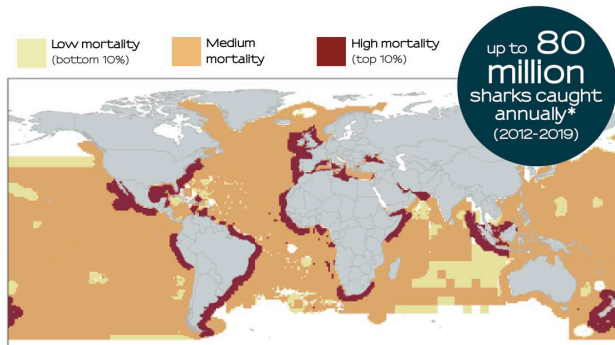 Low mortality
(bottom 10%)
Medium
mortality
High mortality
(top 10%)
up to 80
million
sharks caught
annually*
(2012-2019)